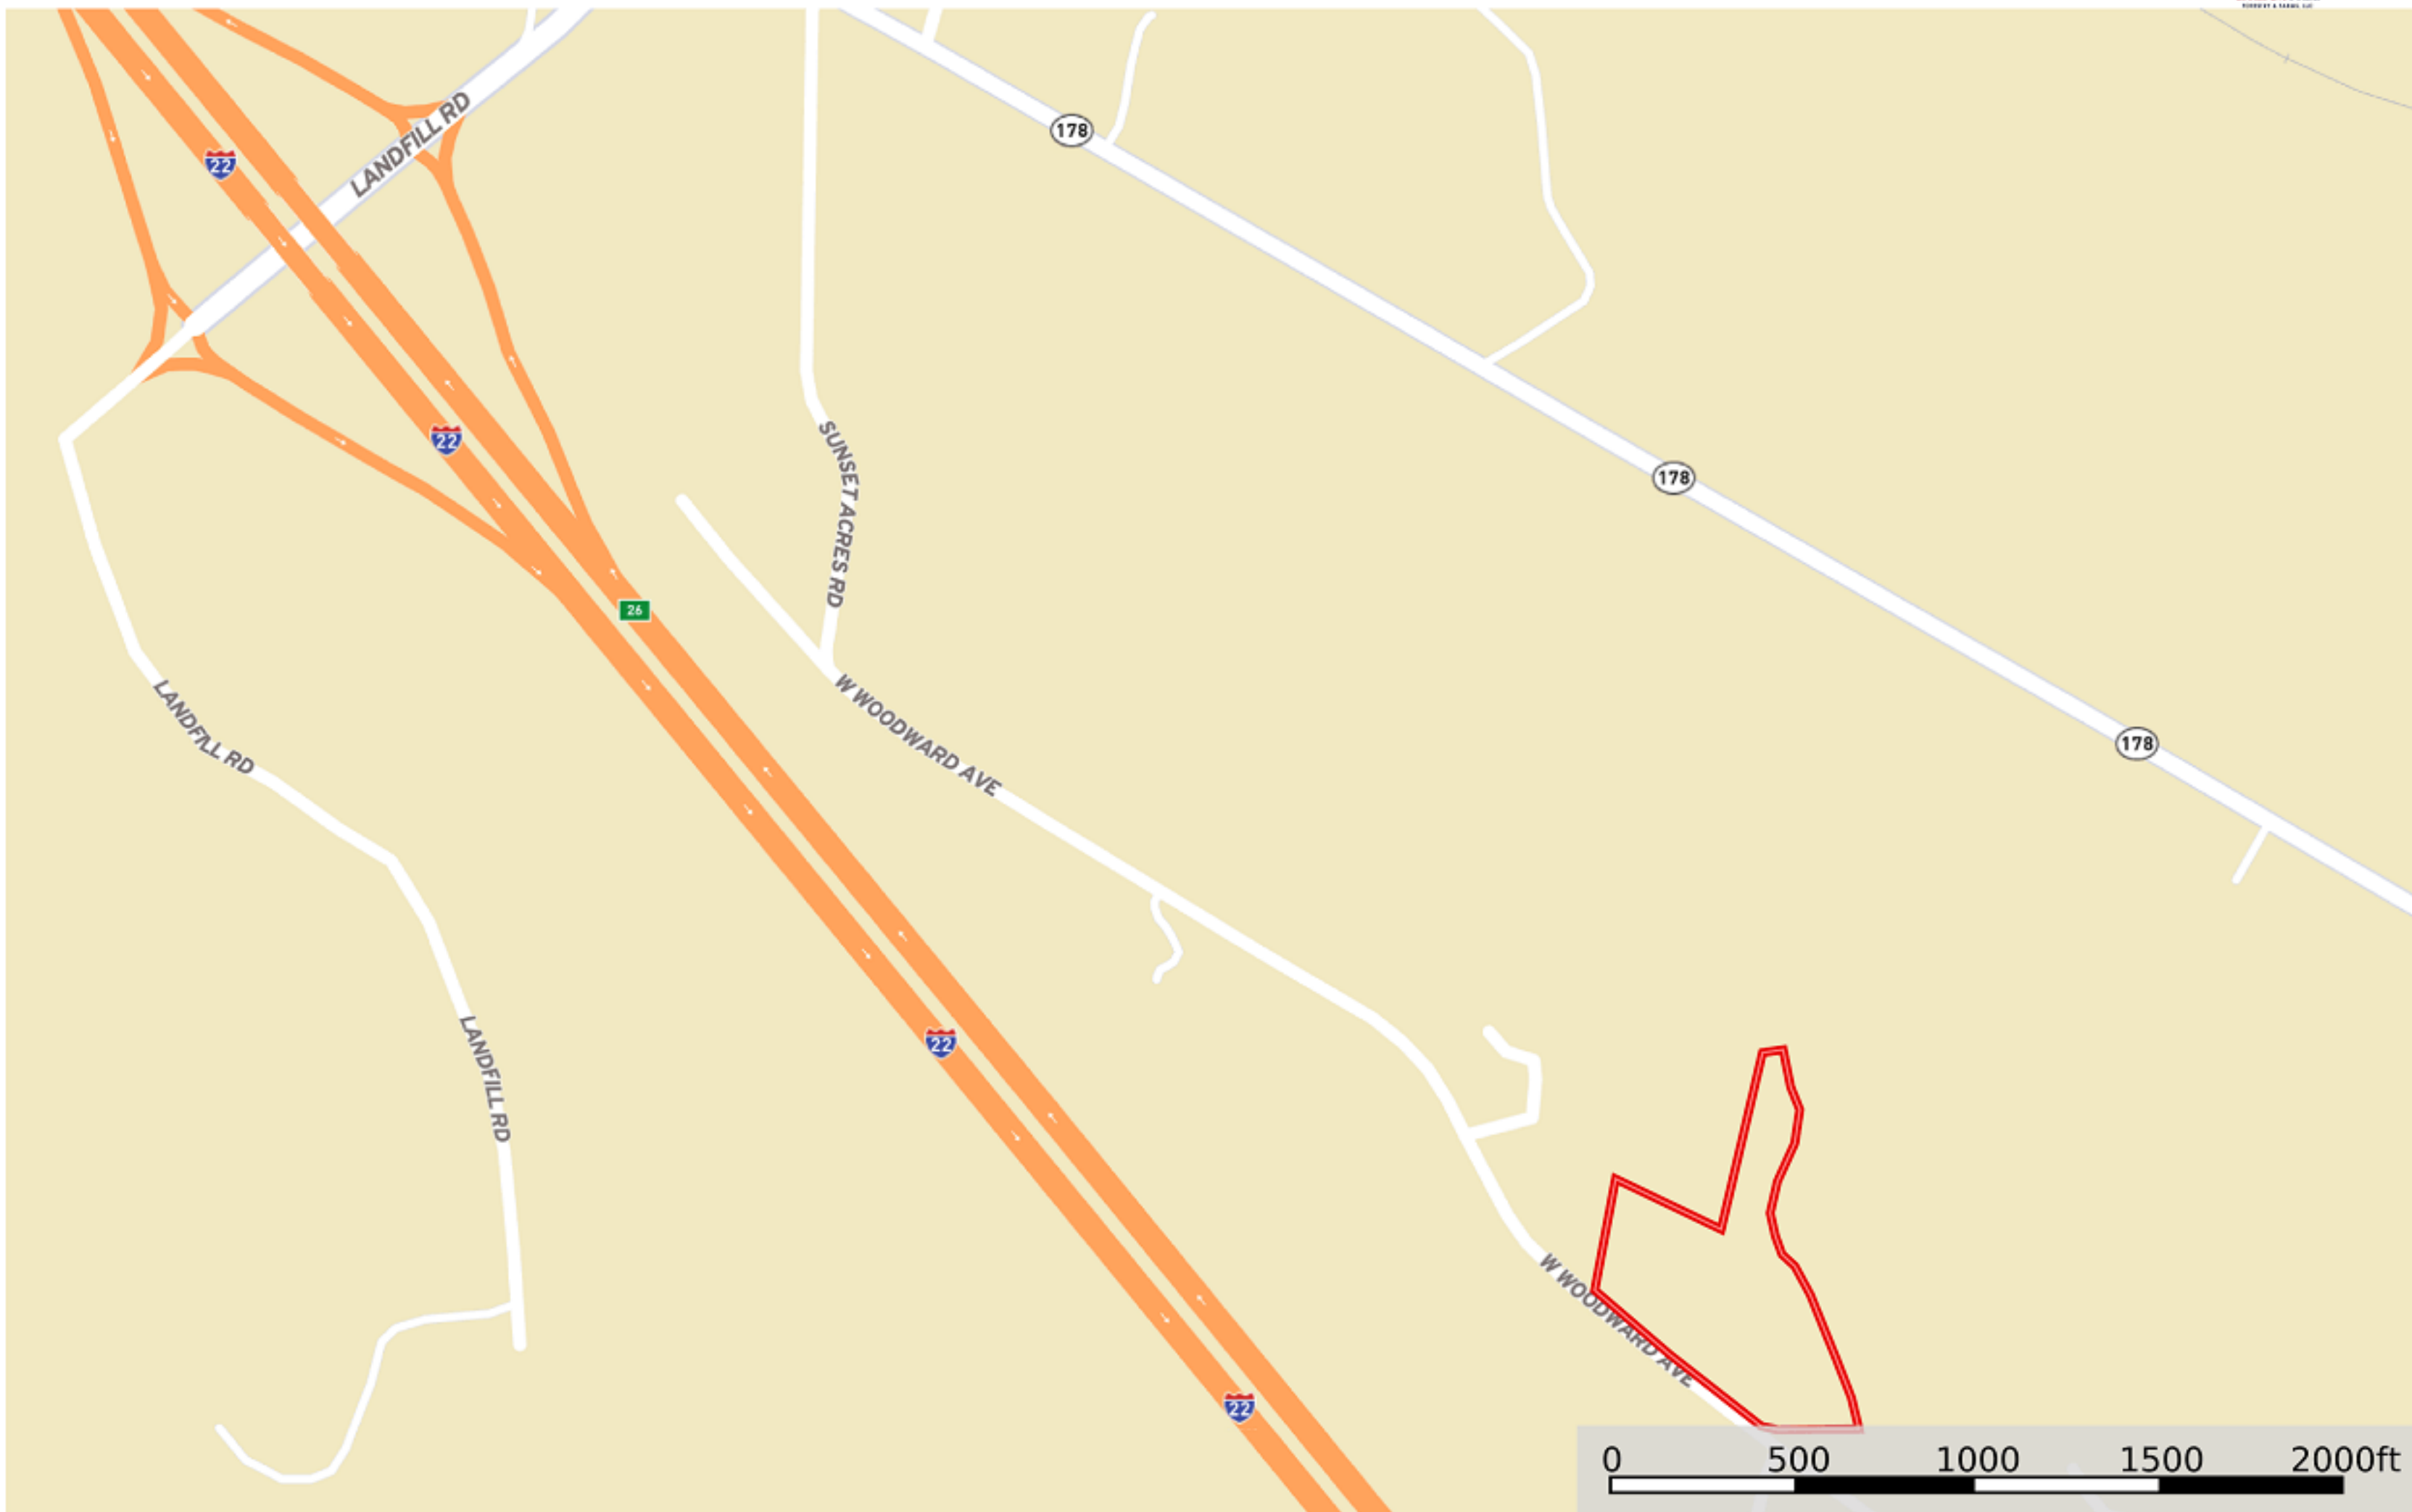 LANDFILL RD
178
22
SUNSET ACRES RD
22
178
26
W WOODWARD AVE
LANDFILL RD
178
22
LANDFILL RD
W WOODWARD AVE
22
0 500 1000 1500 2000ft